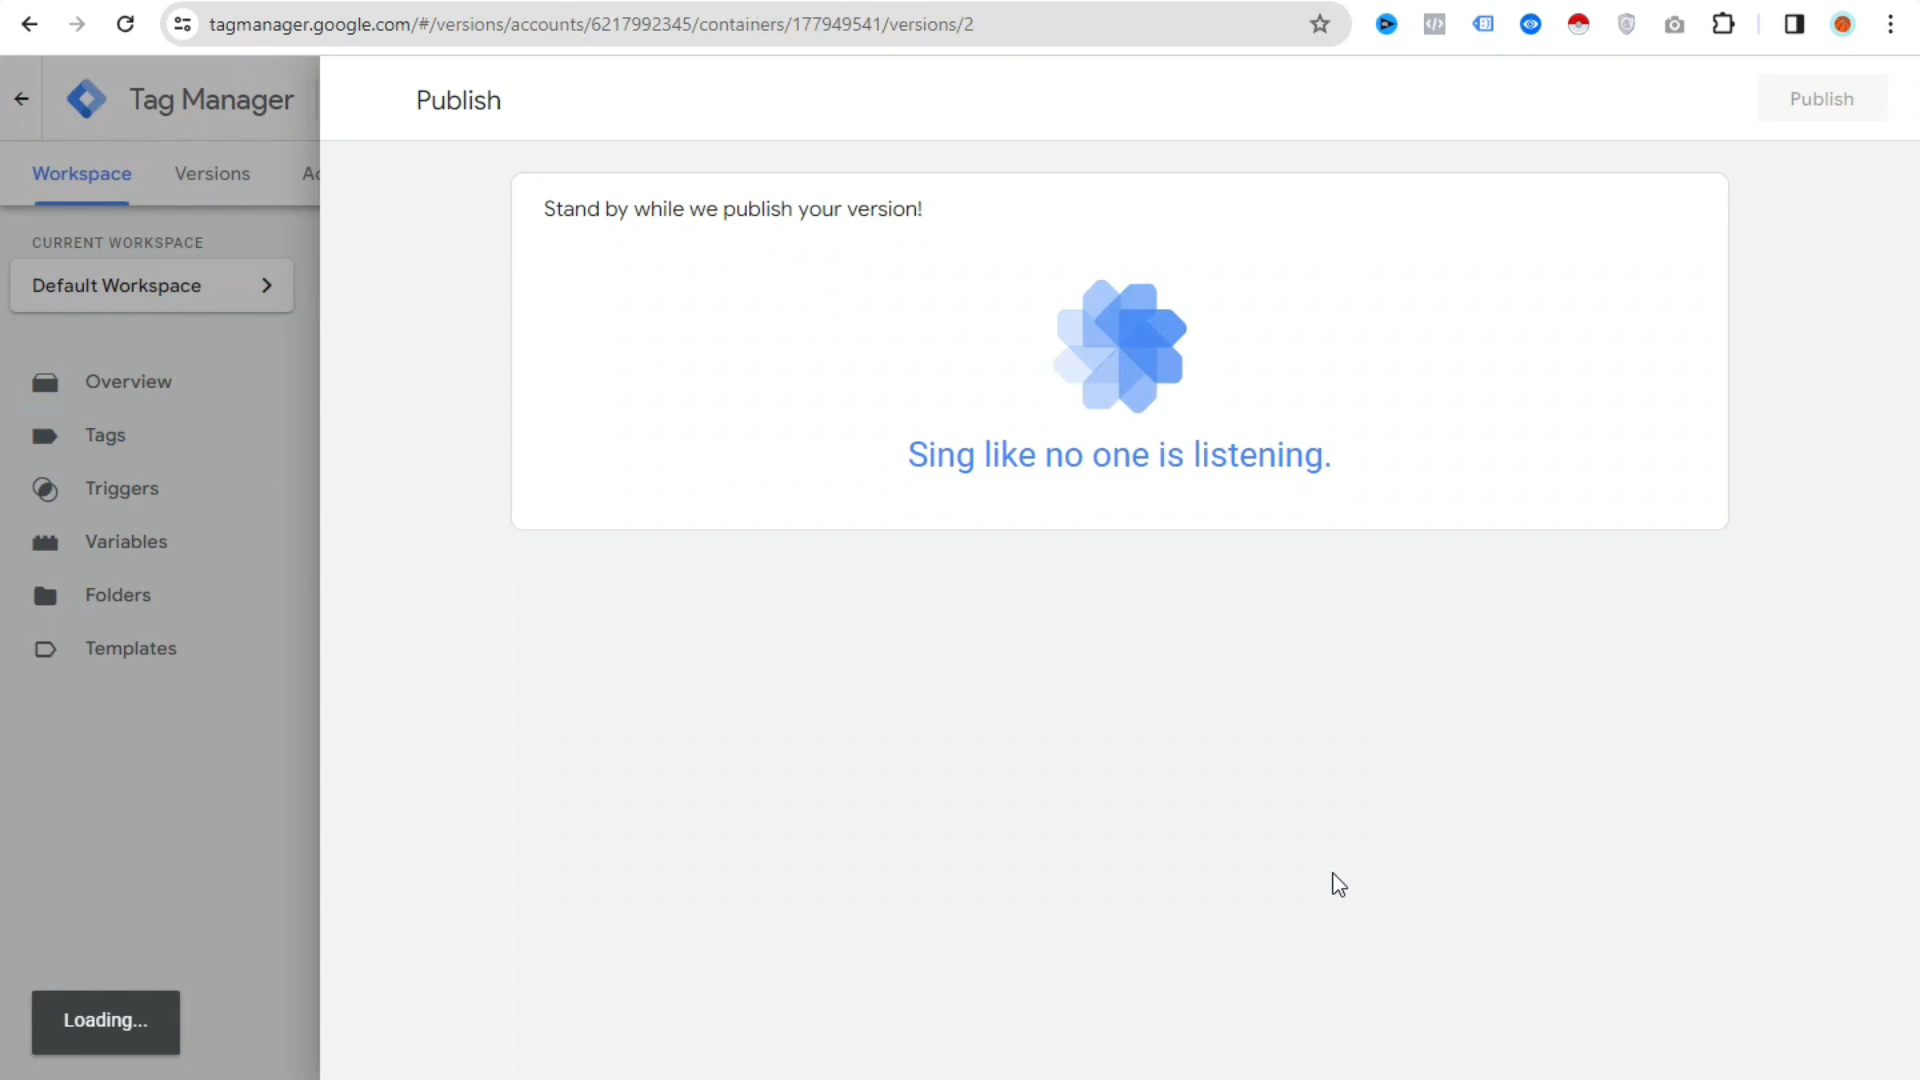 tagmanager.google.com/#/versions/accounts/6217992345/containers/177949541/versions/2
Tag Manager
Publish
Publish
Workspace
Versions
Stand by while we publish your version!
CURRENT WORKSPACE
Default Workspace
Sing like no one is listening.
Overview
Tags
Triggers
Variables
Folders
Templates
Loading...